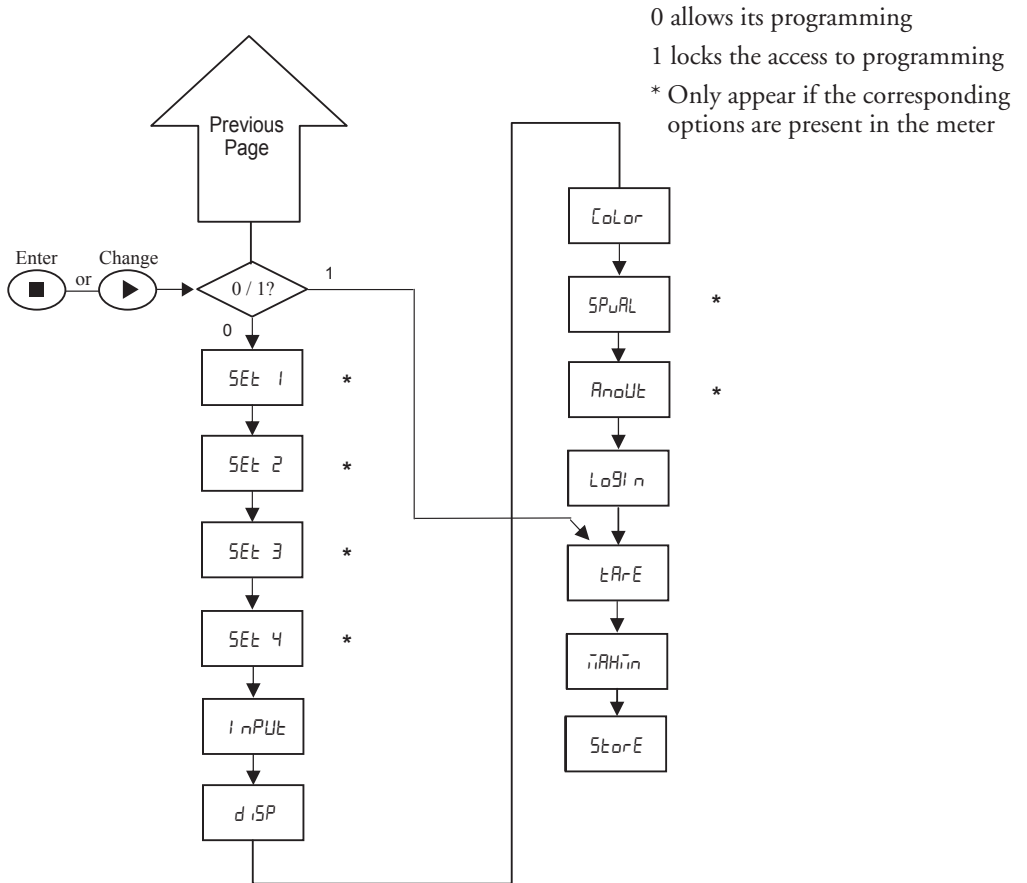 0 allows its programming
1 locks the access to programming
* Only appear if the corresponding
options are present in the meter
Previous
Page
Enter
or
Change
0 / 1?
1
0
SEt 1
*
SEt 2
*
SEt 3
*
SEt 4
*
InPUt
diSP
CoLor
SPuAL
*
AnoUt
*
LogIn
tArE
MAHMn
StorE